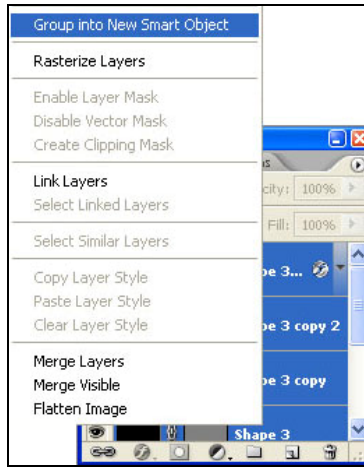 Group into New Smart Object
Rasterize Layers
Enable Layer Mask
Disable Vector Mask
Create Clipping Mask
Link Layers
Select Linked Layers
Select Similar Layers
Copy Layer Style
Paste Layer Style
Clear Layer Style
Merge Layers
Merge Visible
Flatten Image
city: 100%
Fill: 100%
pe 3...
pe 3 copy 2
pe 3 copy
Shape 3